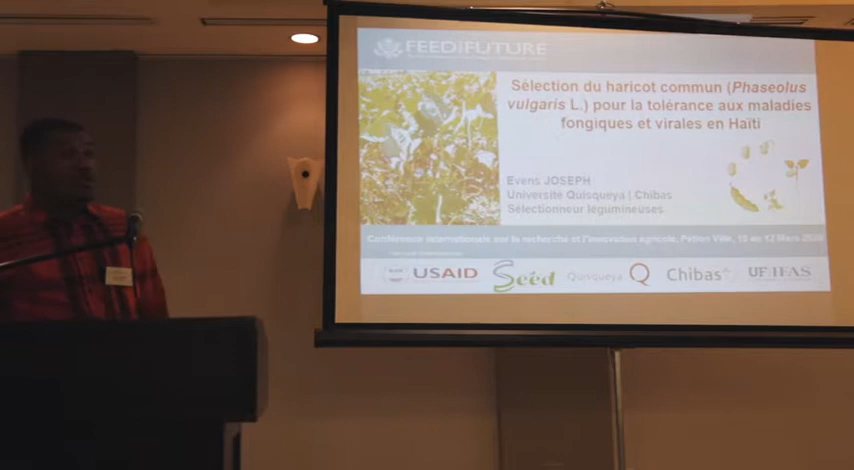 FEEDIFUTURE
Sélection du haricot commun (Phaseolus
vulgaris L.) pour la tolérance aux maladies
fongiques et virales en Haïti
Evens JOSEPH
Université Quisqueya | Chibas
Sélectionneur légumineuses
Conférence internationale sur la recherche et l'innovation agricole, Pétion Ville, 10 au 12 Mars 2020
USAID
Seed
Quisqueya
Chibas
UF IFAS